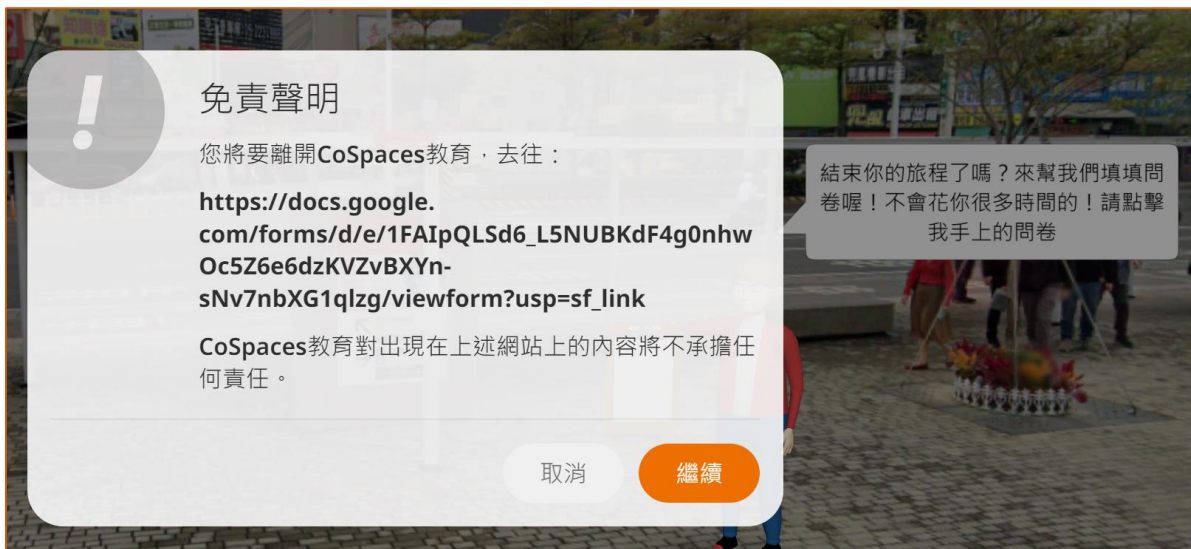 免責聲明
您將要離開CoSpaces教育，去往：
https://docs.google.
com/forms/d/e/1FAIpQLSd6_L5NUBKdF4g0nhw
Oc5Z6e6dzKVZvBXYn-
sNv7nbXG1qlzg/viewform?usp=sf_link
CoSpaces教育對出現在上述網站上的內容將不承擔任
何責任。
取消
繼續
結束你的旅程了嗎？來幫我們填填問
卷喔！不會花你很多時間的！請點擊
我手上的問卷